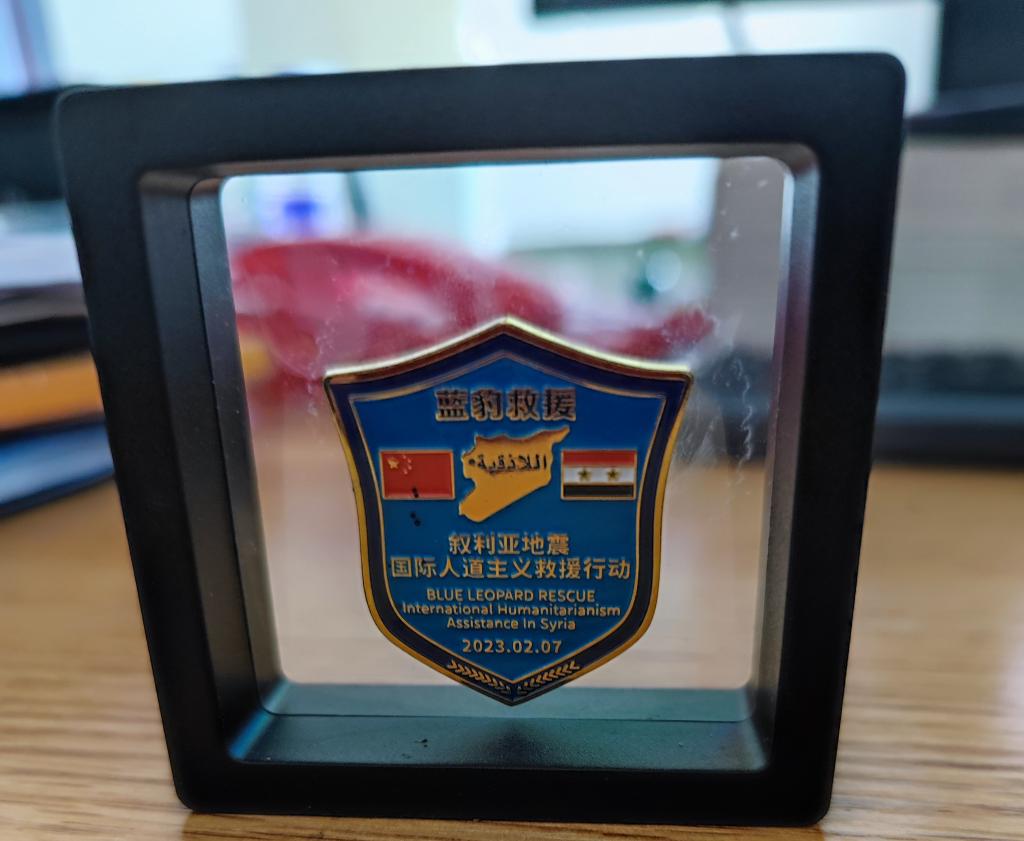 蓝豹救援
اللاذقية
叙利亚地震
国际人道主义救援行动
BLUE LEOPARD RESCUE
International Humanitarianism
Assistance In Syria
2023.02.07